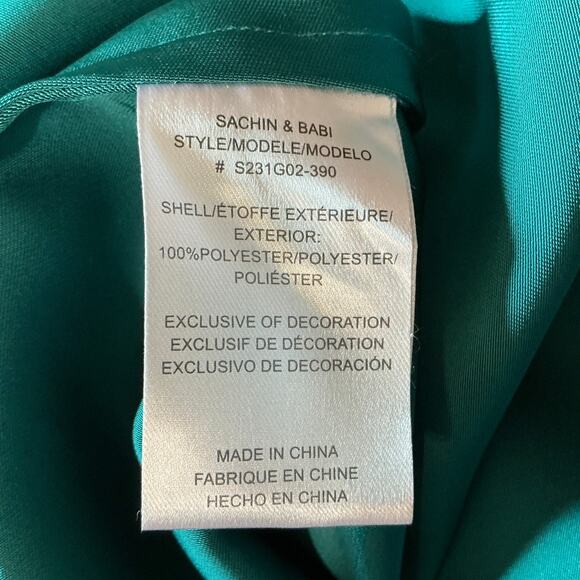 SACHIN & BABI
STYLE/MODELE/MODELO
# S231G02-390
SHELL/ÉTOFFE EXTÉRIEURE/
EXTERIOR:
100%POLYESTER/POLYESTER/
POLIÉSTER
EXCLUSIVE OF DECORATION
EXCLUSIF DE DÉCORATION
EXCLUSIVO DE DECORACIÓN
MADE IN CHINA
FABRIQUE EN CHINE
HECHO EN CHINA